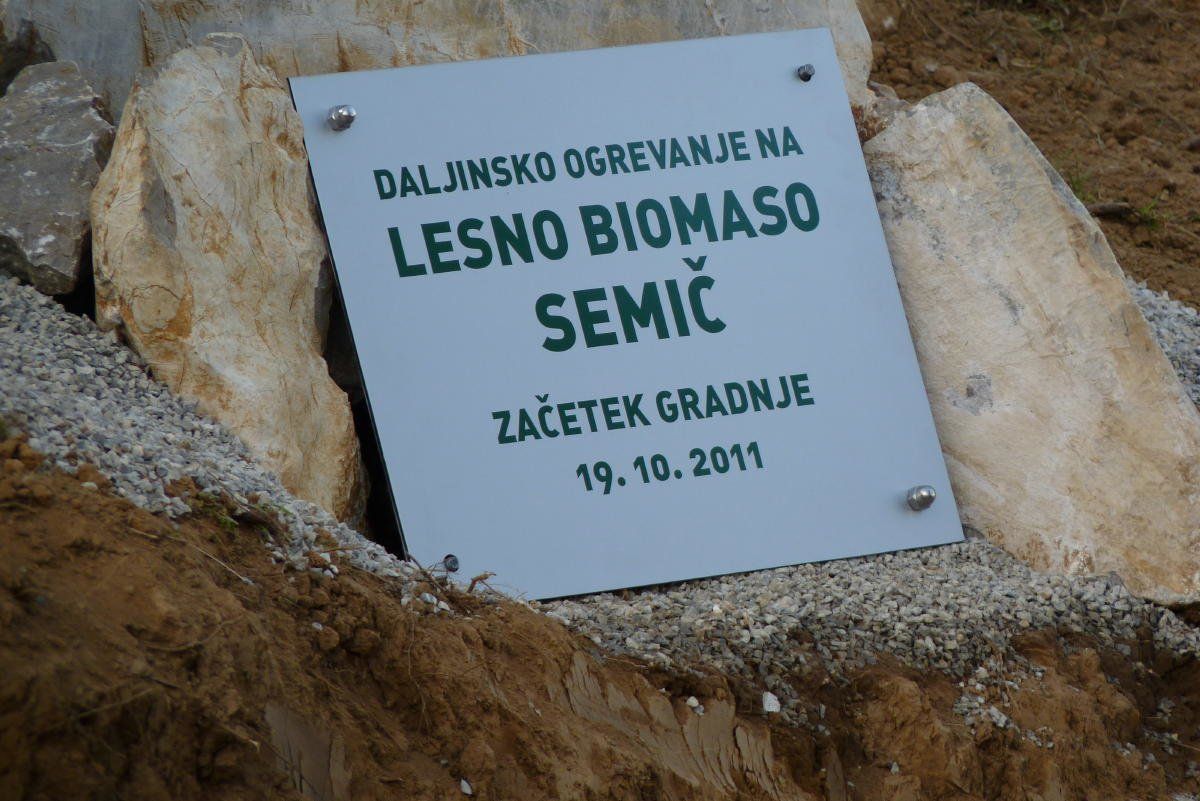 DALJINSKO OGREVANJE NA
LESNO BIOMASO
SEMIČ
ZAČETEK GRADNJE
19. 10. 2011